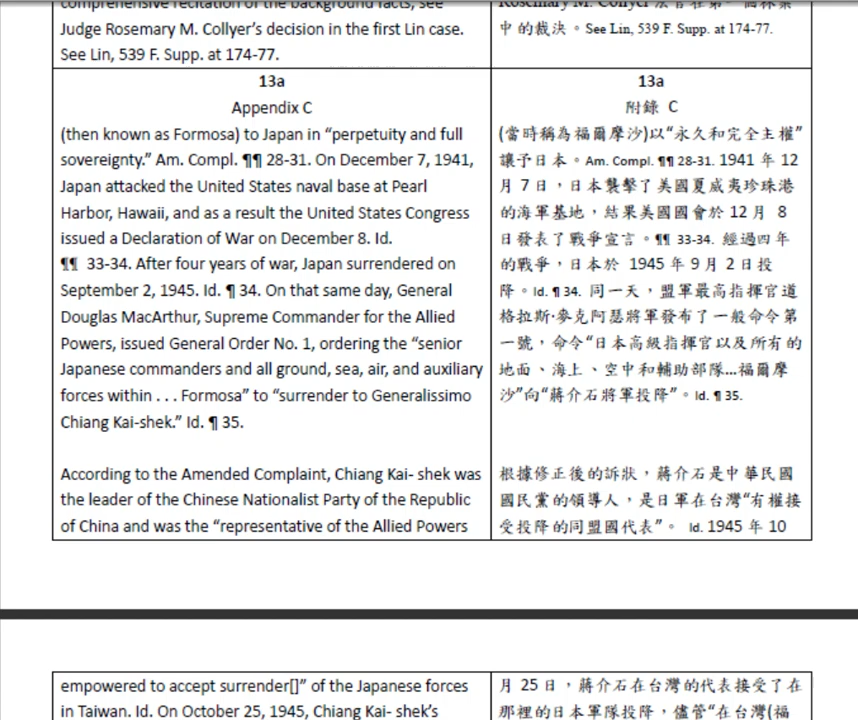 comprehensive recitation of the background facts, see
Judge Rosemary M. Collyer’s decision in the first Lin case.
See Lin, 539 F. Supp. at 174-77.
Rosemary M. Collyer 法官在第一個林案
中的裁決。See Lin, 539 F. Supp. at 174-77.
13a
Appendix C
(then known as Formosa) to Japan in “perpetuity and full
sovereignty.” Am. Compl. ¶¶ 28-31. On December 7, 1941,
Japan attacked the United States naval base at Pearl
Harbor, Hawaii, and as a result the United States Congress
issued a Declaration of War on December 8. Id.
¶¶ 33-34. After four years of war, Japan surrendered on
September 2, 1945. Id. ¶ 34. On that same day, General
Douglas MacArthur, Supreme Commander for the Allied
Powers, issued General Order No. 1, ordering the “senior
Japanese commanders and all ground, sea, air, and auxiliary
forces within . . . Formosa” to “surrender to Generalissimo
Chiang Kai-shek.” Id. ¶ 35.
According to the Amended Complaint, Chiang Kai- shek was
the leader of the Chinese Nationalist Party of the Republic
of China and was the “representative of the Allied Powers
13a
附錄 C
(當時稱為福爾摩沙)以“永久和完全主權”
讓予日本。Am. Compl. ¶¶ 28-31. 1941 年 12
月 7 日，日本襲擊了美國夏威夷珍珠港
的海軍基地，結果美國國會於 12 月 8
日發表了戰爭宣言。¶¶ 33-34. 經過四年
的戰爭，日本於 1945 年 9 月 2 日投
降。Id. ¶ 34. 同一天，盟軍最高指揮官道
格拉斯·麥克阿瑟將軍發布了一般命令第
一號，命令“日本高級指揮官以及所有的
地面、海上、空中和輔助部隊...福爾摩
沙”向“蔣介石將軍投降”。Id. ¶ 35.
根據修正後的訴狀，蔣介石是中華民國
國民黨的領導人，是日軍在台灣“有權接
受投降的同盟國代表”。 Id. 1945 年 10
empowered to accept surrender[]” of the Japanese forces
in Taiwan. Id. On October 25, 1945, Chiang Kai- shek’s
月 25 日，蔣介石在台灣的代表接受了在
那裡的日本軍隊投降，儘管“在台灣(福